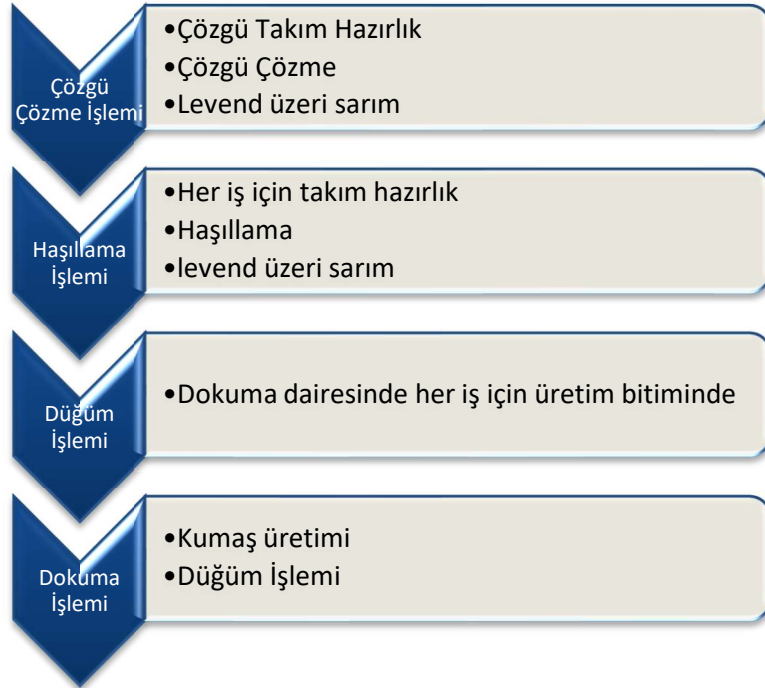 Çözgü
Çözme İşlemi
•Çözgü Takım Hazırlık
•Çözgü Çözme
•Levend üzeri sarım
Haşıllama
İşlemi
•Her iş için takım hazırlık
•Haşıllama
•levend üzeri sarım
Düğüm
İşlemi
•Dokuma dairesinde her iş için üretim bitiminde
Dokuma
İşlemi
•Kumaş üretimi
•Düğüm İşlemi